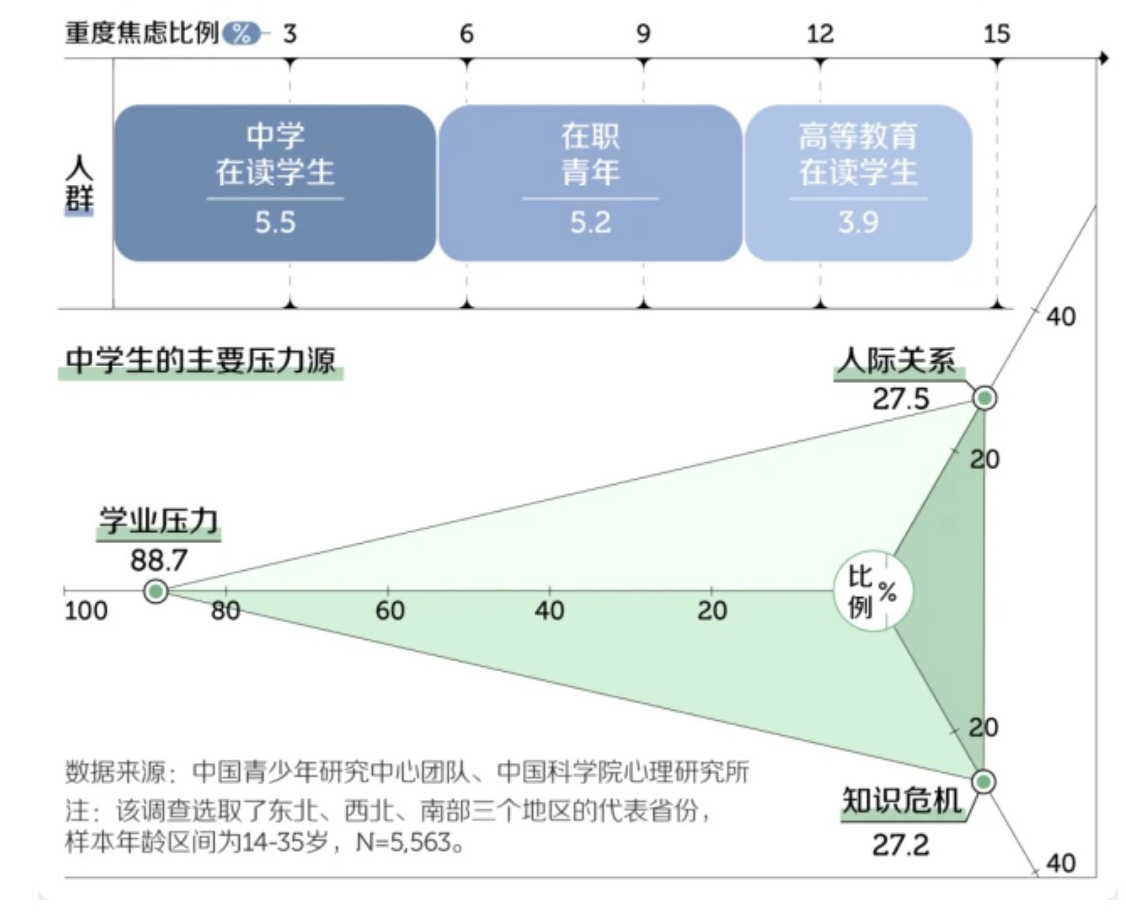 重度焦虑比例% 3 6 9 12 15
人群
中学
在读学生
5.5
在职
青年
5.2
高等教育
在读学生
3.9
40
中学生的主要压力源
人际关系
27.5
20
学业压力
88.7
比例%
100 80 60 40 20
20
知识危机
27.2
40
数据来源：中国青少年研究中心团队、中国科学院心理研究所
注：该调查选取了东北、西北、南部三个地区的代表省份，
样本年龄区间为14-35岁，N=5,563。